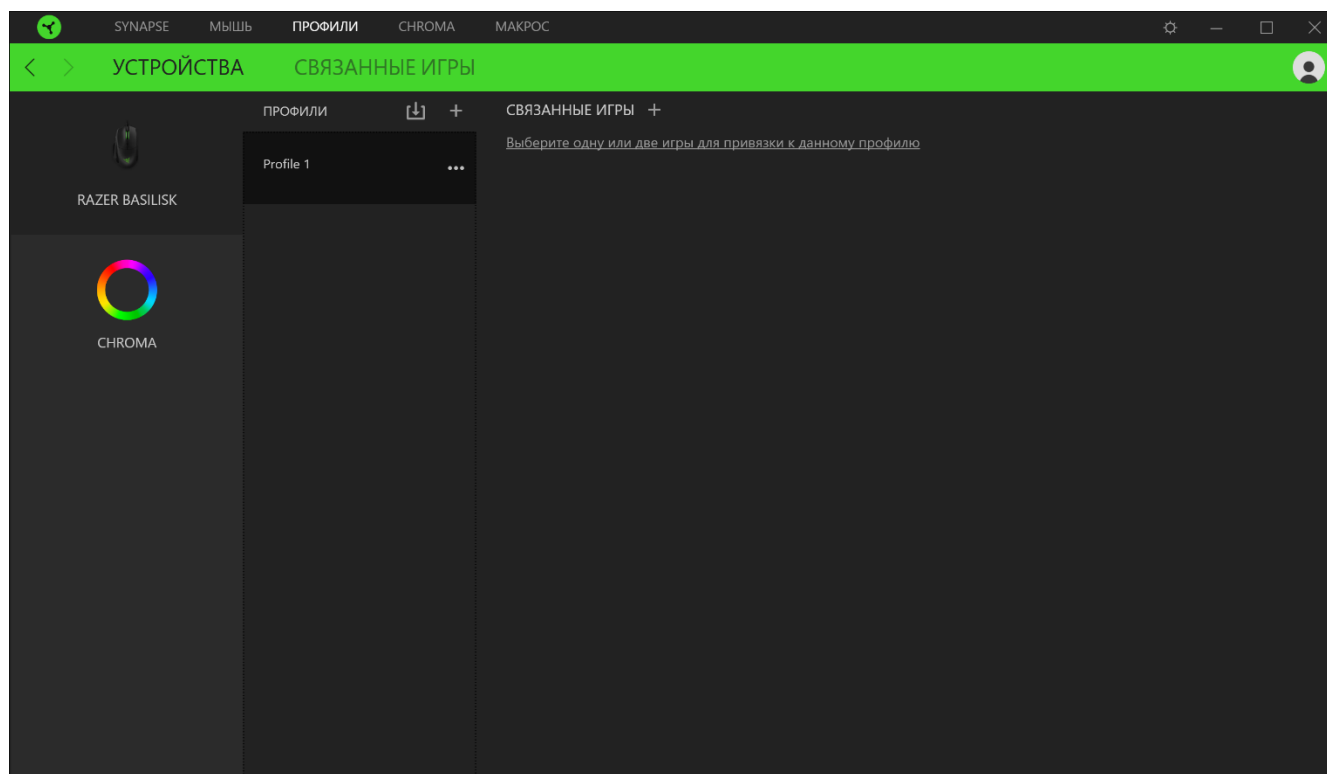 SYNAPSE МЫШЬ ПРОФИЛИ CHROMA МАКРОС
УСТРОЙСТВА СВЯЗАННЫЕ ИГРЫ
ПРОФИЛИ
СВЯЗАННЫЕ ИГРЫ +
Выберите одну или две игры для привязки к данному профилю
Profile 1
RAZER BASILISK
CHROMA